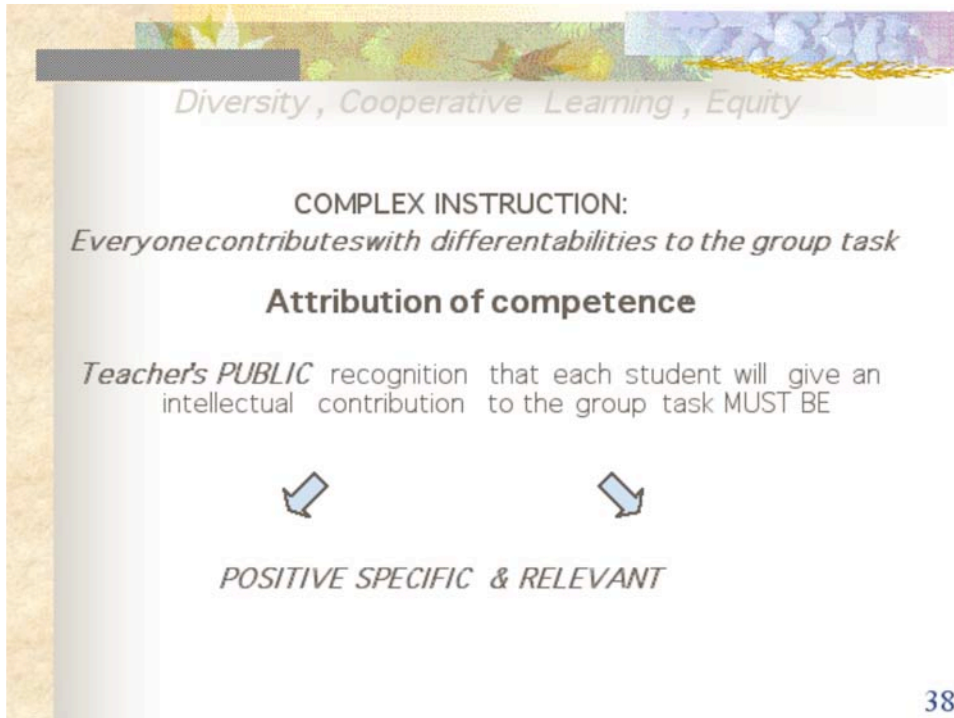 Diversity , Cooperative Learning , Equity
COMPLEX INSTRUCTION:
Everyonecontributeswith differentabilities to the group task
Attribution of competence
Teacher's PUBLIC recognition that each student will give an
intellectual contribution to the group task MUST BE
POSITIVE SPECIFIC & RELEVANT
38